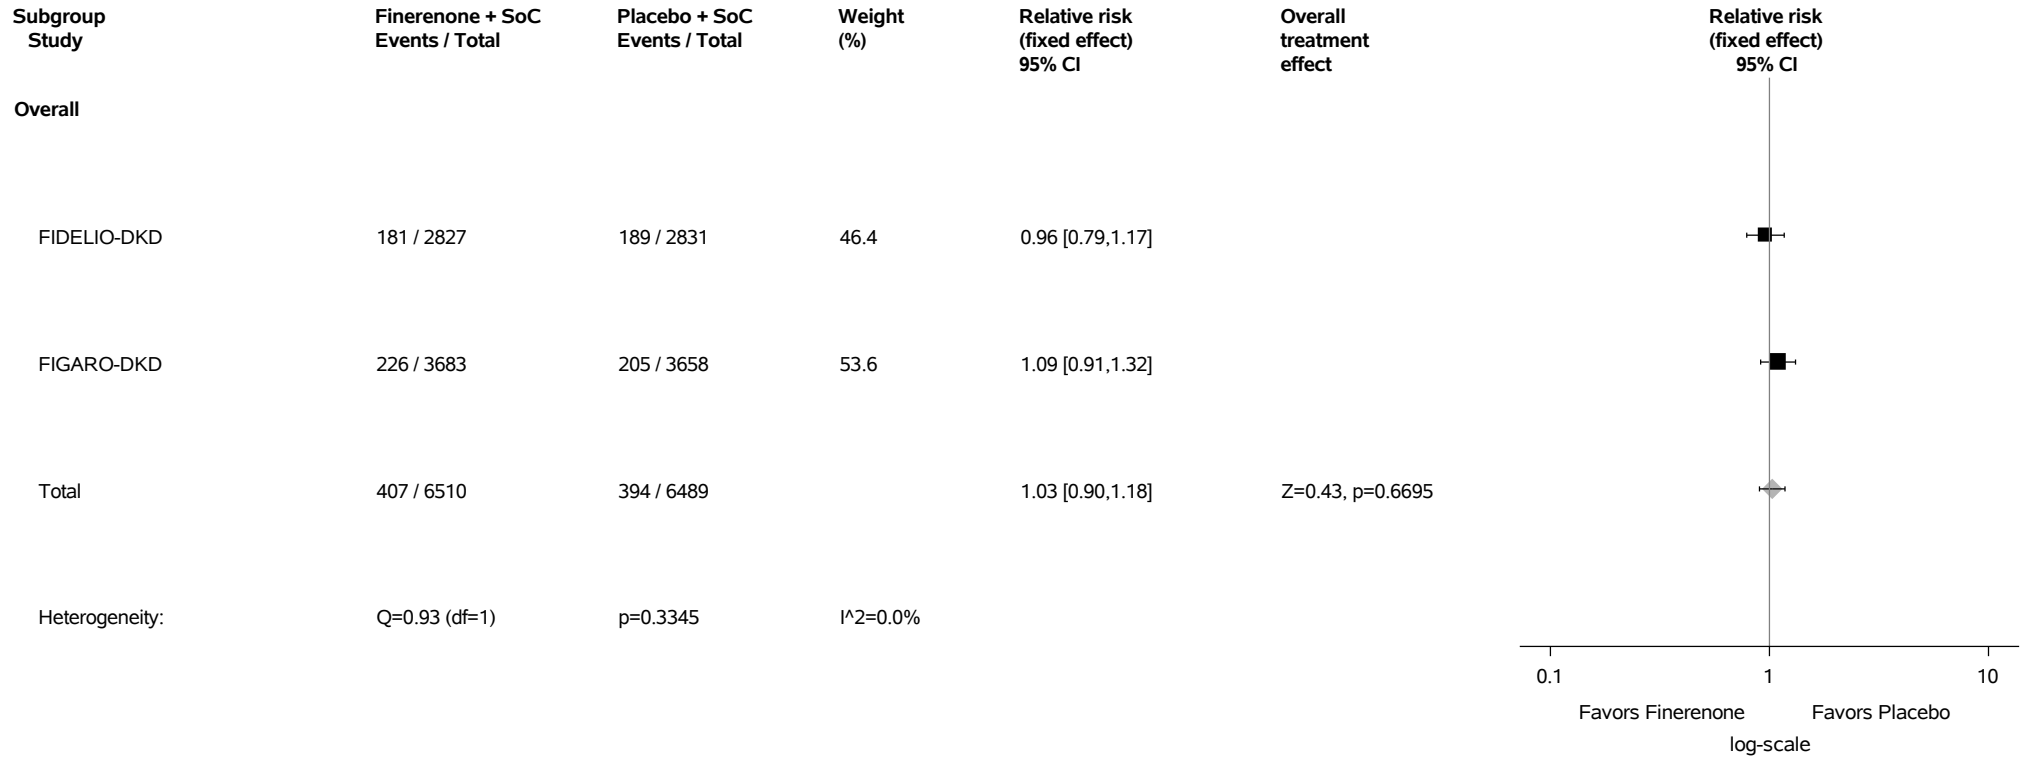 Subgroup Finerenone + SoC Placebo + SoC Weight Relative risk Overall Relative risk
Study Events / Total Events / Total (%) (fixed effect) treatment (fixed effect)
95% CI effect 95% CI
Overall
FIDELIO-DKD 181 / 2827 189 / 2831 46.4 0.96 [0.79,1.17]
FIGARO-DKD 226 / 3683 205 / 3658 53.6 1.09 [0.91,1.32]
Total 407 / 6510 394 / 6489 1.03 [0.90,1.18] Z=0.43, p=0.6695
Heterogeneity: Q=0.93 (df=1) p=0.3345 I^2=0.0%
0.1 1 10
Favors Finerenone Favors Placebo
log-scale